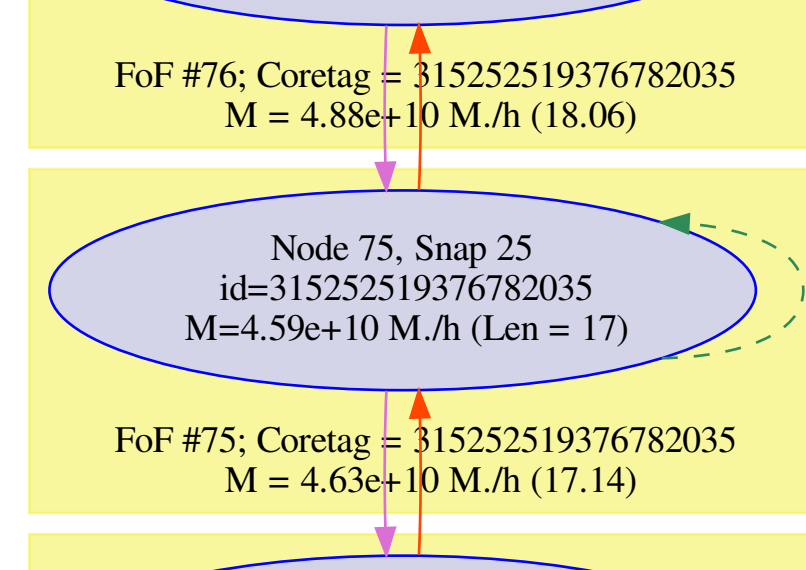 FoF #76; Coretag = 315252519376782035
M = 4.88e+10 M./h (18.06)
Node 75, Snap 25
id=315252519376782035
M=4.59e+10 M./h (Len = 17)
FoF #75; Coretag = 315252519376782035
M = 4.63e+10 M./h (17.14)